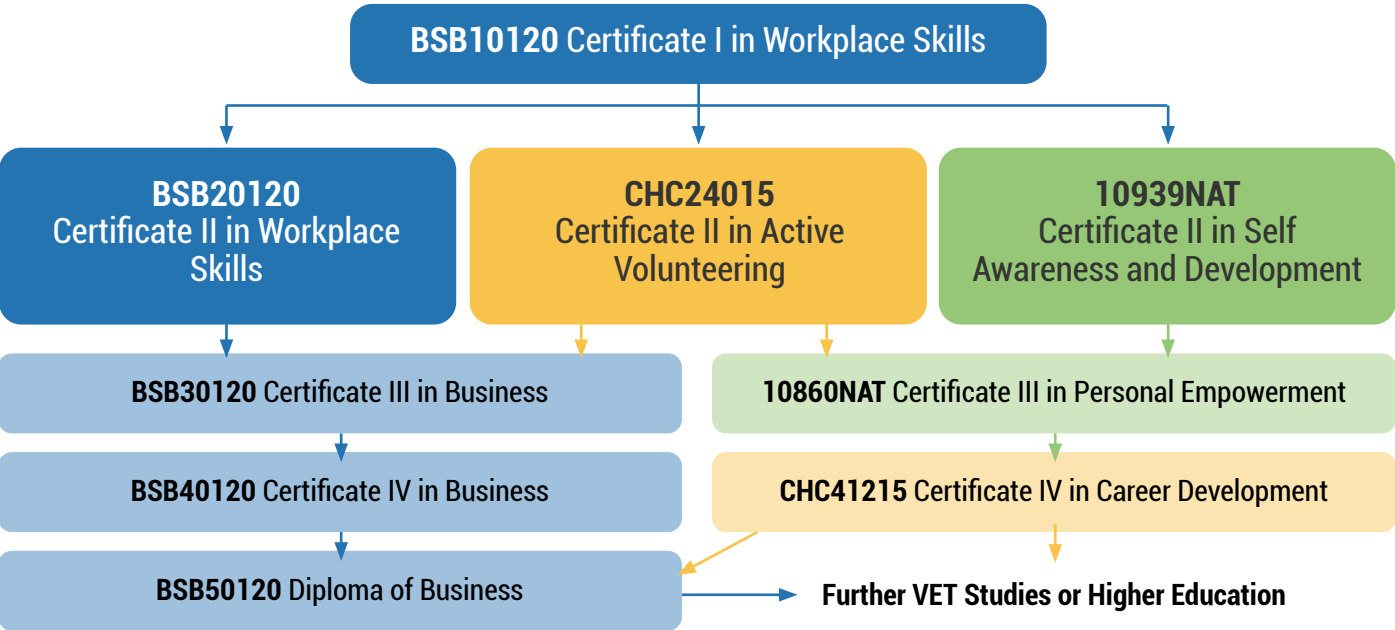 BSB10120 Certificate I in Workplace Skills
BSB20120
Certificate II in Workplace
Skills
CHC24015
Certificate II in Active
Volunteering
10939NAT
Certificate II in Self
Awareness and Development
BSB30120 Certificate III in Business
10860NAT Certificate III in Personal Empowerment
BSB40120 Certificate IV in Business
CHC41215 Certificate IV in Career Development
BSB50120 Diploma of Business
Further VET Studies or Higher Education